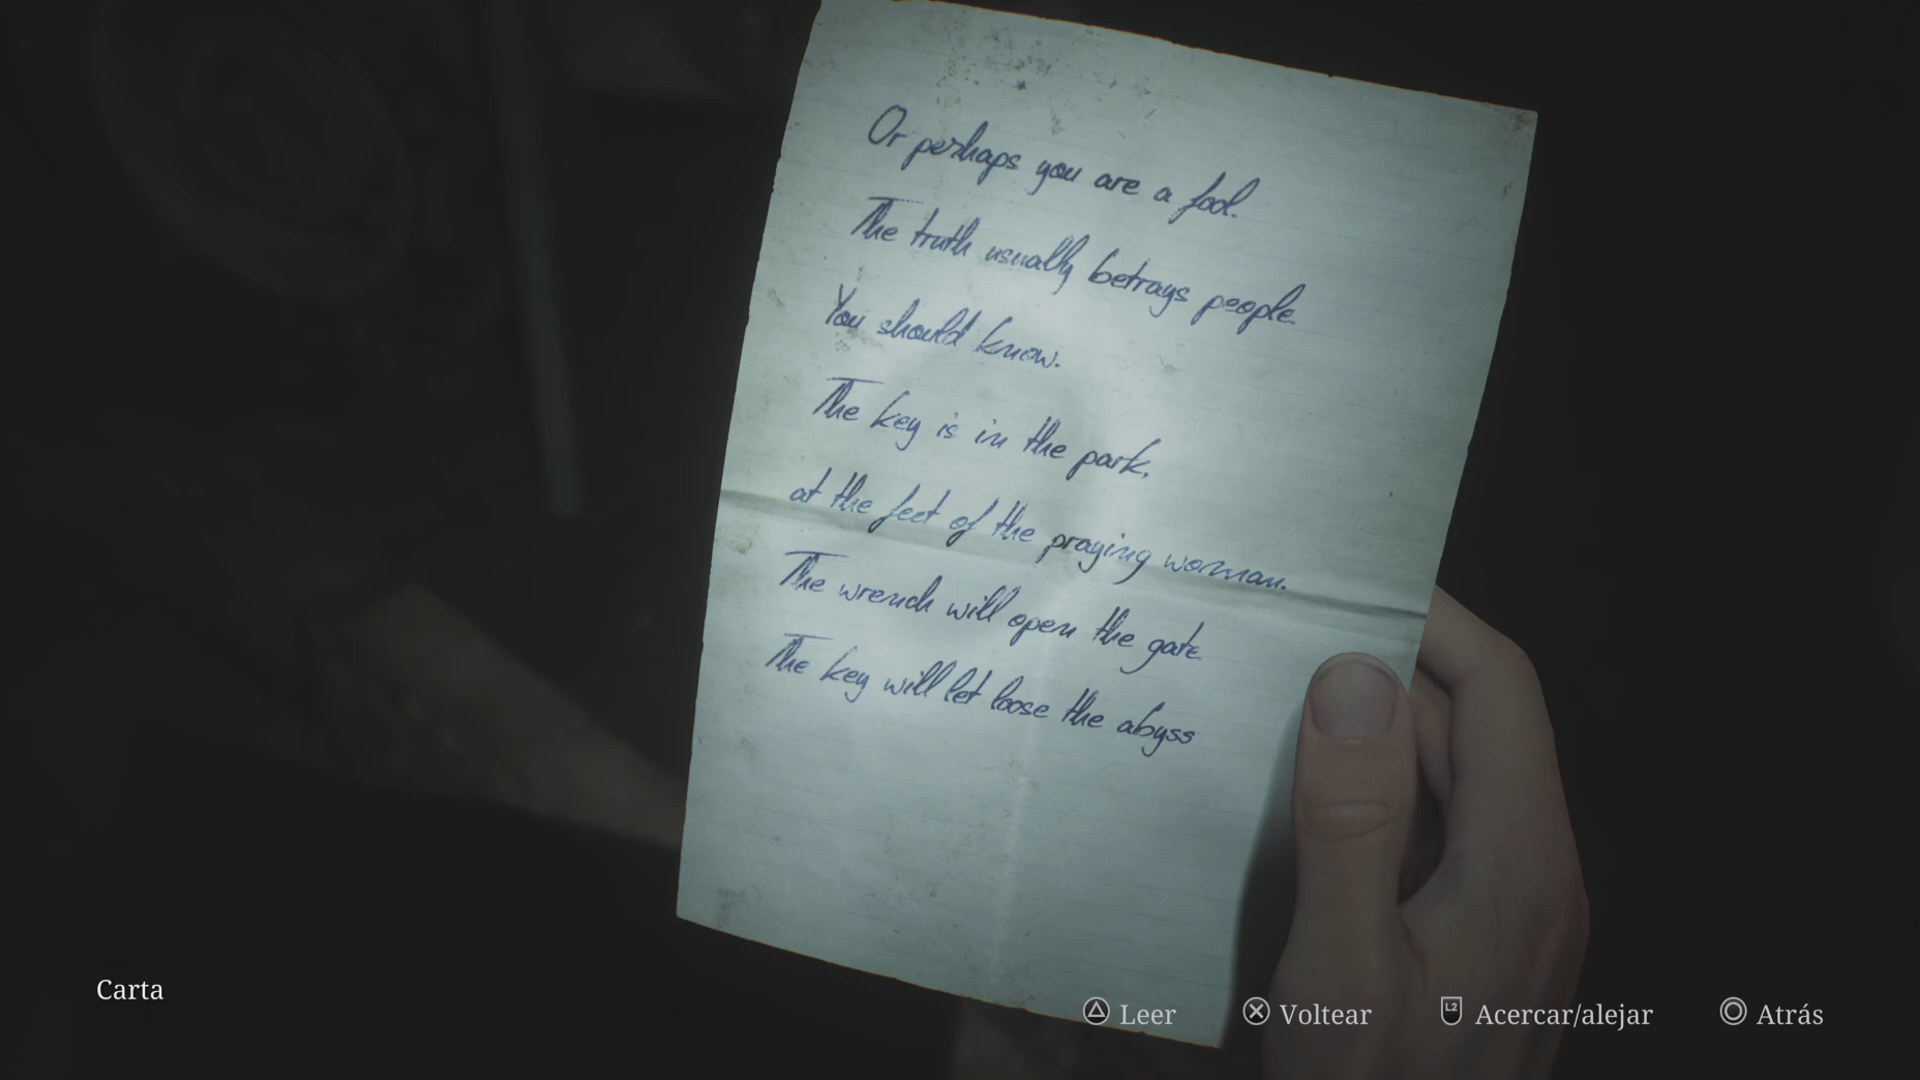 Or perhaps you are a fool.
The truth usually betrays people.
You should know.
The key is in the park,
at the feet of the praying woman.
The wrench will open the gate
The key will let loose the abyss
Carta
Leer
Voltear
L2
Acercar/alejar
Atrás